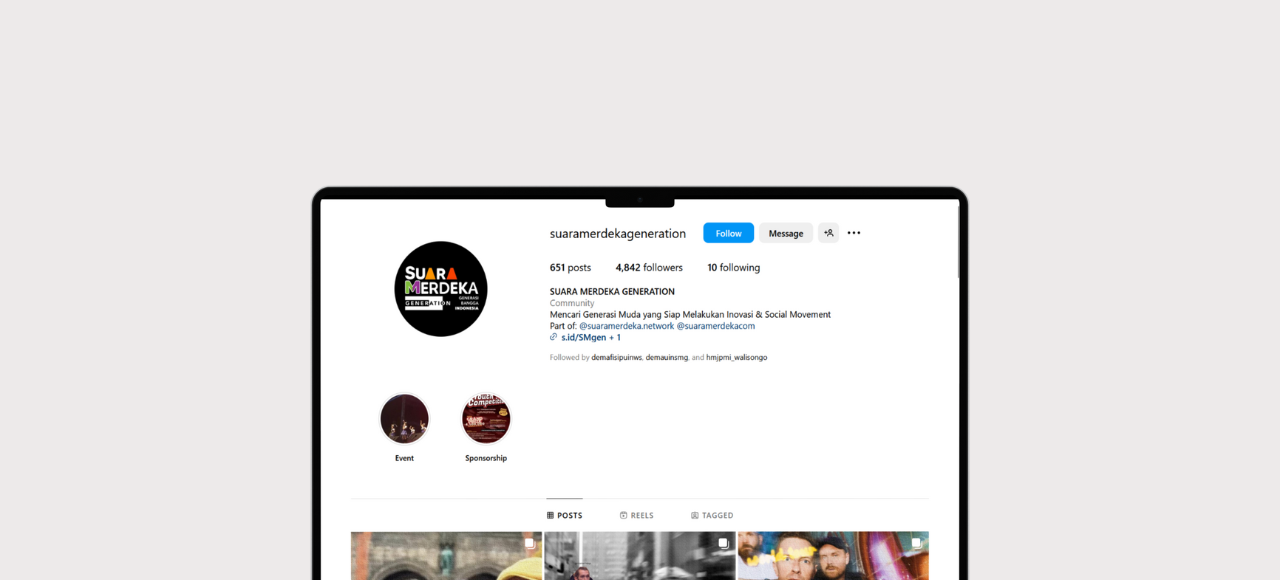 suaramerdekageneration Follow Message
651 posts 4,842 followers 10 following
SUARA MERDEKA GENERATION
Community
Mencari Generasi Muda yang Siap Melakukan Inovasi & Social Movement
Part of: @suaramerdeka.network @suaramerdekacom
s.id/SMgen + 1
Followed by demafisipuinws, demauinsmg, and hmjpmi_walisongo
SUARA
MERDEKA
GENERATION
GENERASI
BANGGA
INDONESIA
Competition
Event
Sponsorship
POSTS REELS TAGGED